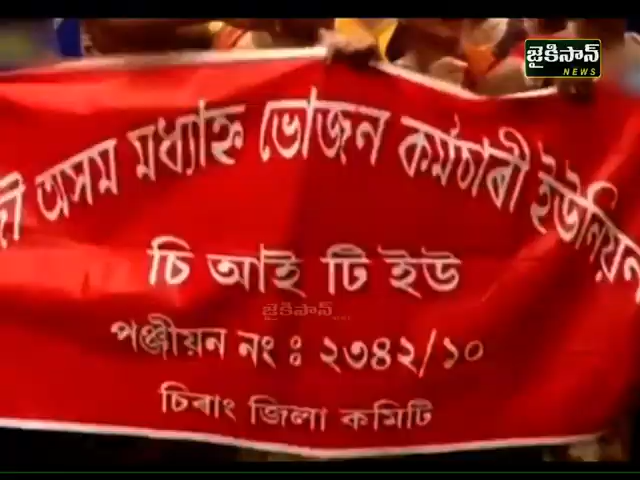 జైకిసాన్
NEWS
অসম মধ্যাহ্ন ভোজন কৰ্মচাৰী ইউনিয়ন
চি আই টি ইউ
జైకిసాన్
পঞ্জীয়ন নং : ২৩৪২/১০
চিৰাং জিলা কমিটি